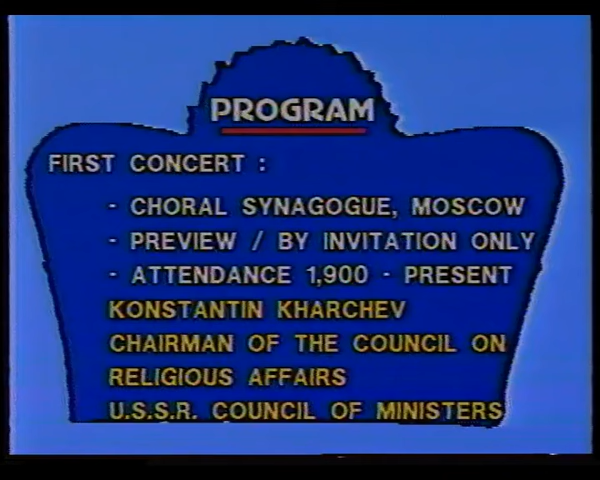 PROGRAM
FIRST CONCERT :
- CHORAL SYNAGOGUE, MOSCOW
- PREVIEW / BY INVITATION ONLY
- ATTENDANCE 1,900 - PRESENT
KONSTANTIN KHARCHEV
CHAIRMAN OF THE COUNCIL ON
RELIGIOUS AFFAIRS
U.S.S.R. COUNCIL OF MINISTERS